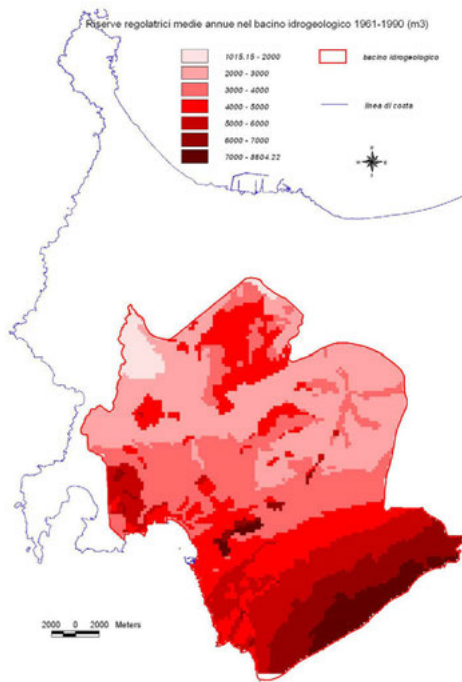 Riserve regolatrici medie annue nel bacino idrogeologico 1961-1990 (m3)
1015.15 - 2000
2000 - 3000
3000 - 4000
4000 - 5000
5000 - 6000
6000 - 7000
7000 - 8804.22
bacino idrogeologico
linea di costa
2000 0 2000 Meters